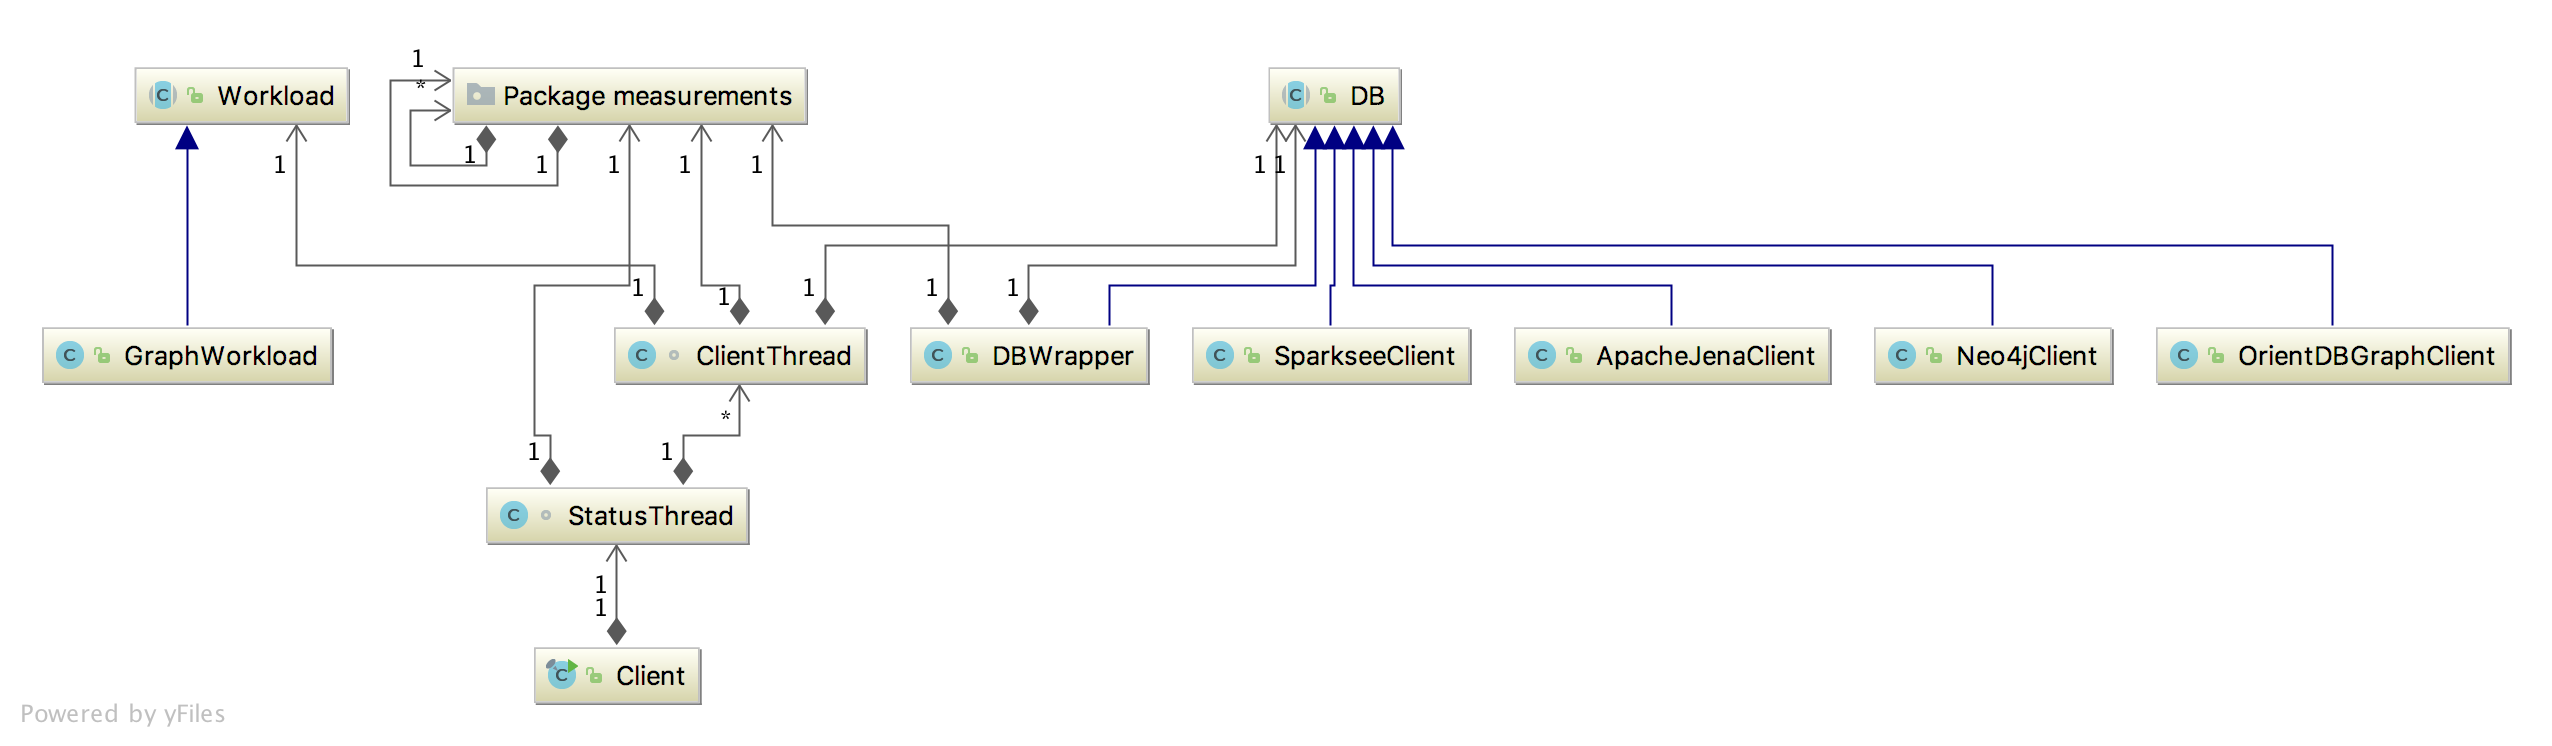 1
*
Workload
Package measurements
DB
1
1
1
1
1
1
1
1
1
1
1
1
1
GraphWorkload
ClientThread
DBWrapper
SparkseeClient
ApacheJenaClient
Neo4jClient
OrientDBGraphClient
*
1
1
StatusThread
1
1
Client
Powered by yFiles